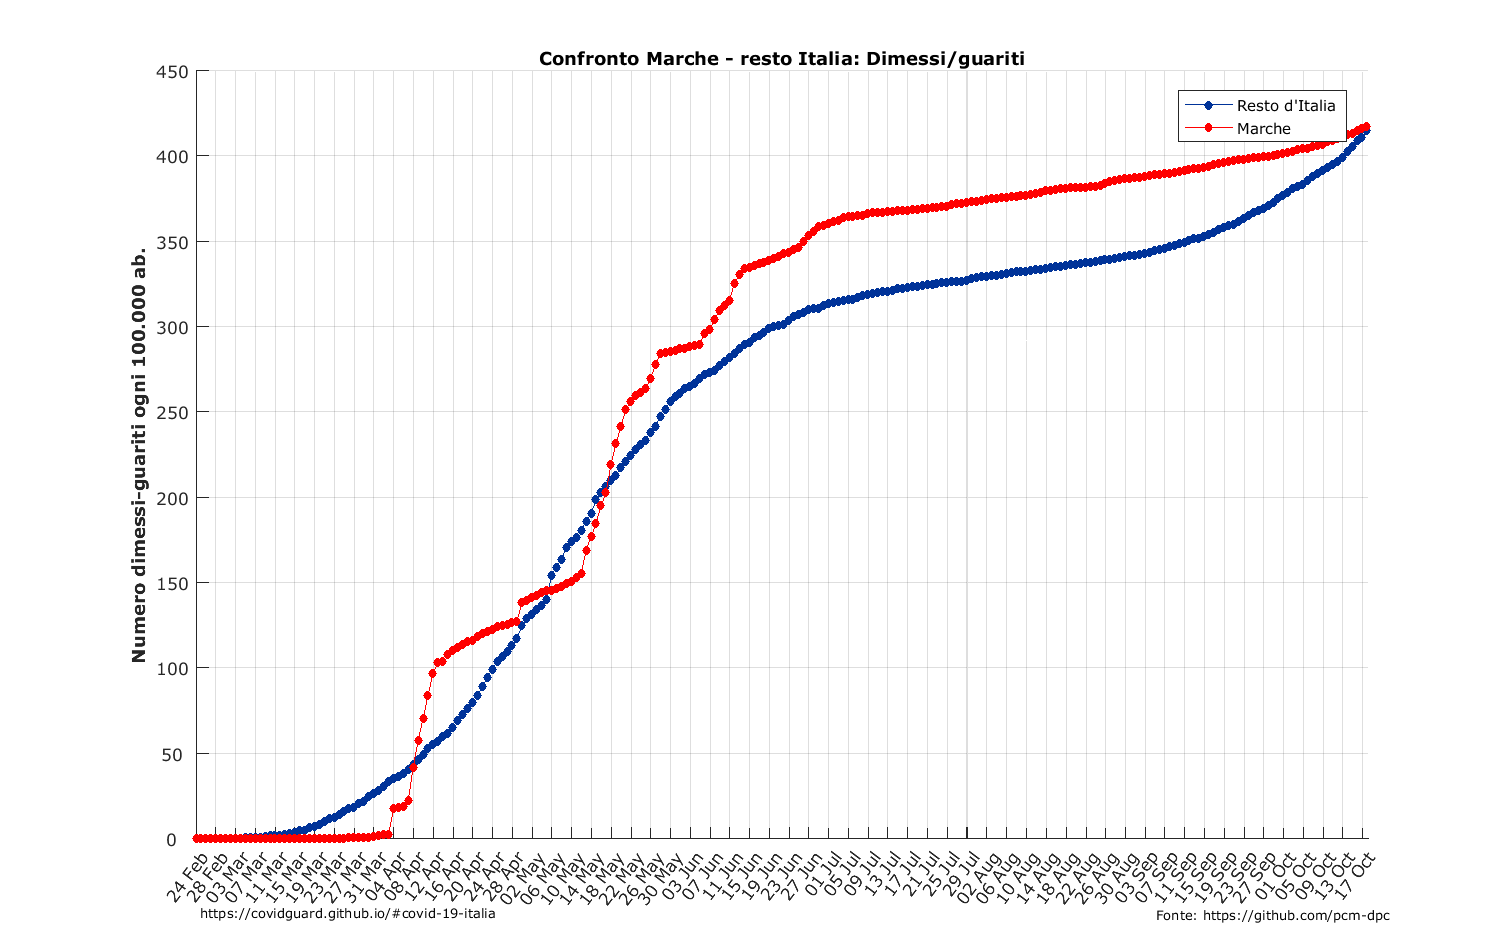 Confronto Marche - resto Italia: Dimessi/guariti
Numero dimessi-guariti ogni 100.000 ab.
450
400
350
300
250
200
150
100
50
0
Resto d'Italia
Marche
24 Feb
28 Feb
03 Mar
07 Mar
11 Mar
15 Mar
19 Mar
23 Mar
27 Mar
31 Mar
04 Apr
08 Apr
12 Apr
16 Apr
20 Apr
24 Apr
28 Apr
02 May
06 May
10 May
14 May
18 May
22 May
26 May
30 May
03 Jun
07 Jun
11 Jun
15 Jun
19 Jun
23 Jun
27 Jun
01 Jul
05 Jul
09 Jul
13 Jul
17 Jul
21 Jul
25 Jul
29 Jul
02 Aug
06 Aug
10 Aug
14 Aug
18 Aug
22 Aug
26 Aug
30 Aug
03 Sep
07 Sep
11 Sep
15 Sep
19 Sep
23 Sep
27 Sep
01 Oct
05 Oct
09 Oct
13 Oct
17 Oct
https://covidguard.github.io/#covid-19-italia
Fonte: https://github.com/pcm-dpc